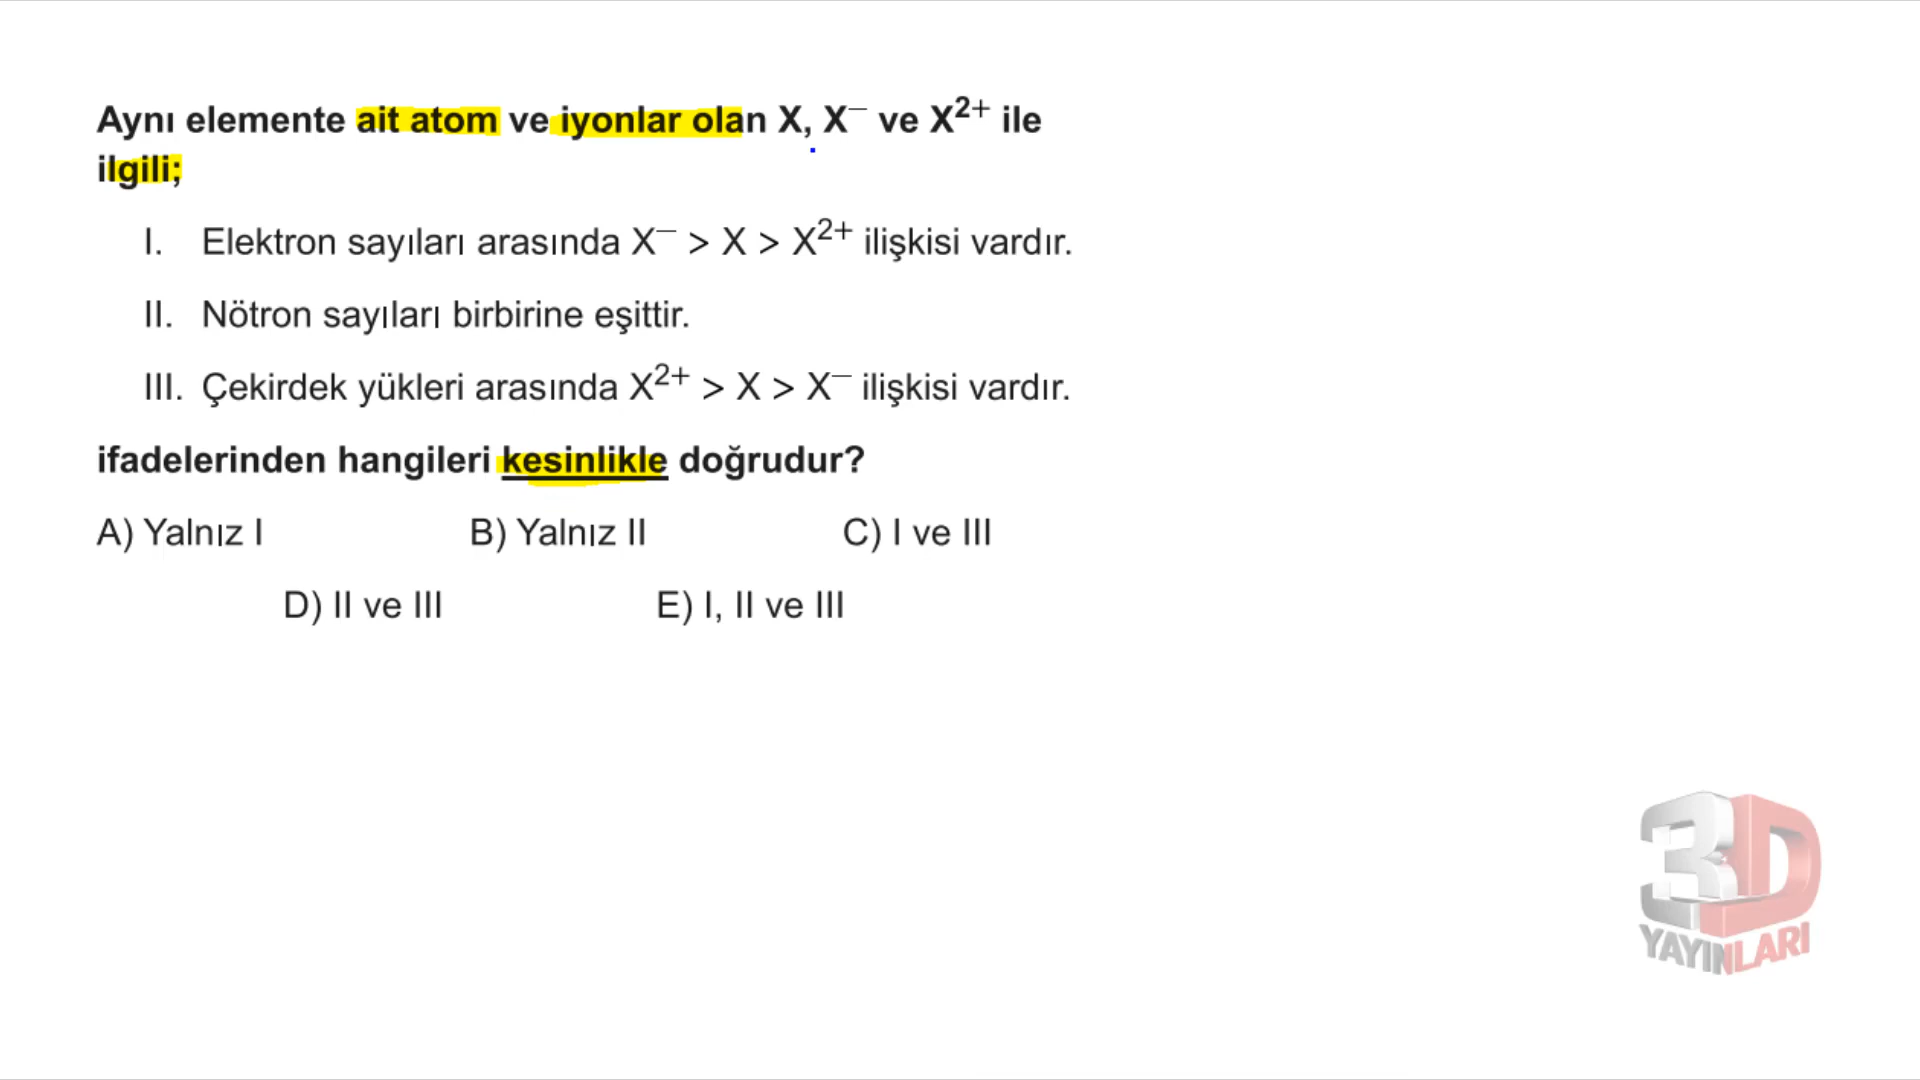 Aynı elemente ait atom ve iyonlar olan X, X⁻ ve X²⁺ ile
ilgili;
I. Elektron sayıları arasında X⁻ > X > X²⁺ ilişkisi vardır.
II. Nötron sayıları birbirine eşittir.
III. Çekirdek yükleri arasında X²⁺ > X > X⁻ ilişkisi vardır.
ifadelerinden hangileri kesinlikle doğrudur?
A) Yalnız I B) Yalnız II C) I ve III
D) II ve III E) I, II ve III
3D
YAYINLARI